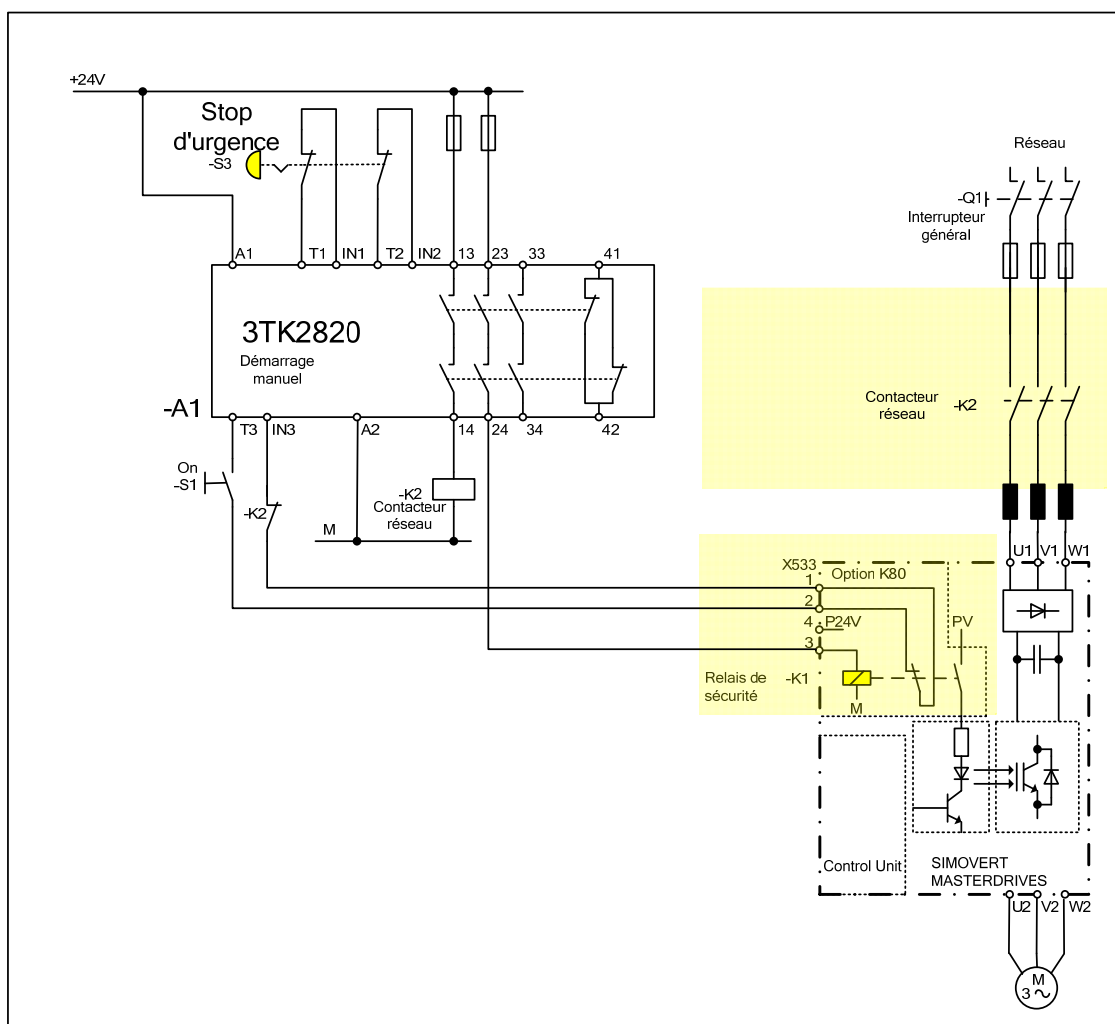 +24V
Stop
d'urgence
-S3
Réseau
-Q1
Interrupteur
général
A1
T1
IN1
T2
IN2
13
23
33
41
3TK2820
Démarrage
manuel
-A1
Contacteur
réseau
-K2
T3
IN3
A2
14
24
34
42
On
-S1
-K2
-K2
Contacteur
réseau
M
U1
V1
W1
X533
1
Option K80
2
4
P24V
PV
3
Relais de
sécurité
-K1
M
Control Unit
SIMOVERT
MASTERDRIVES
U2
V2
W2
M
3 ~